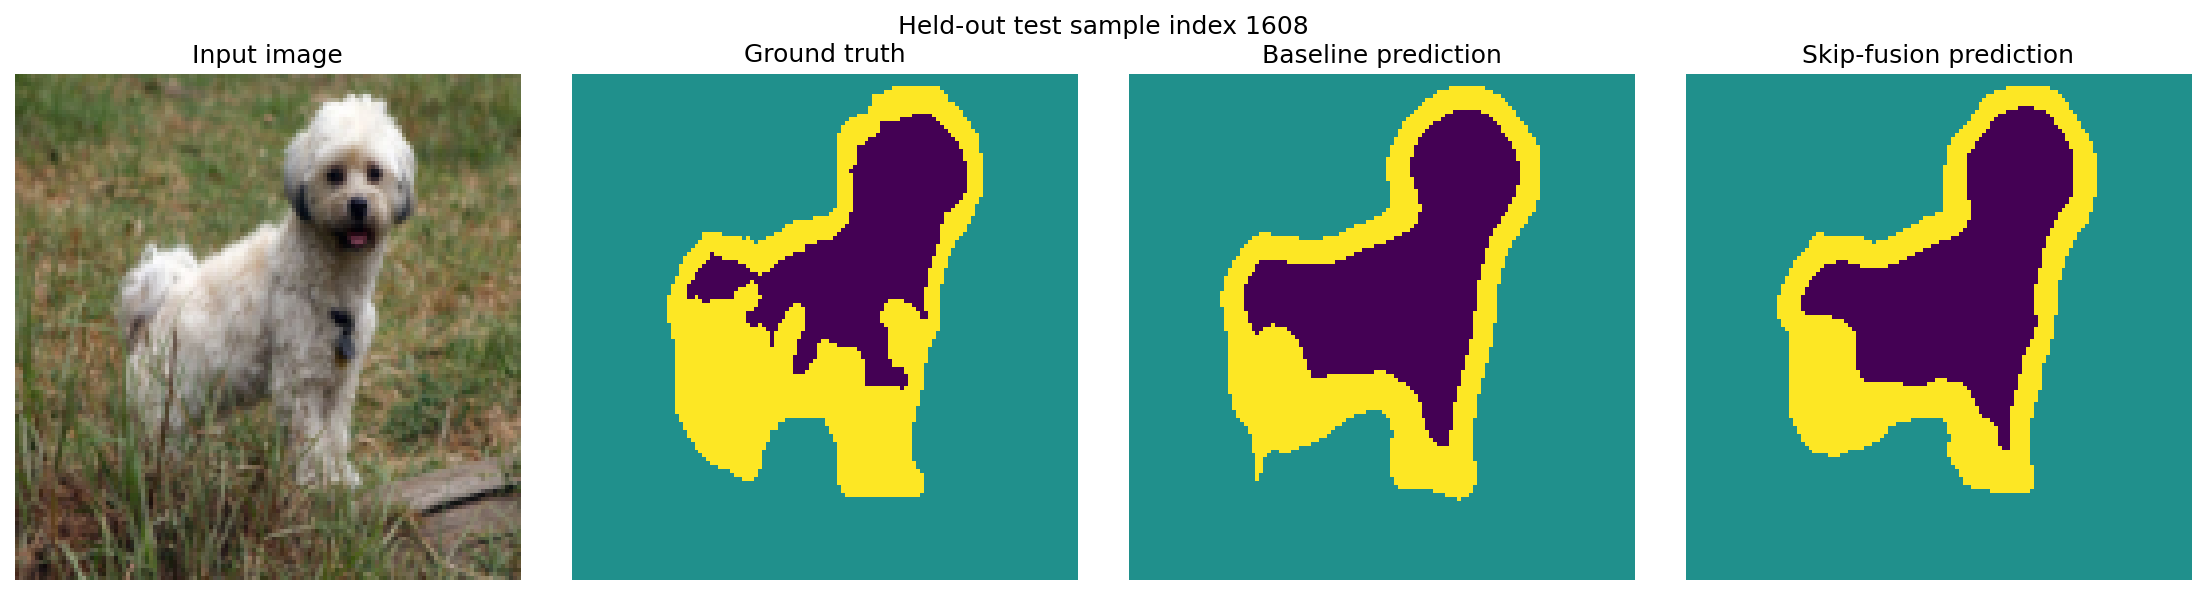 Held-out test sample index 1608
Input image
Ground truth
Baseline prediction
Skip-fusion prediction